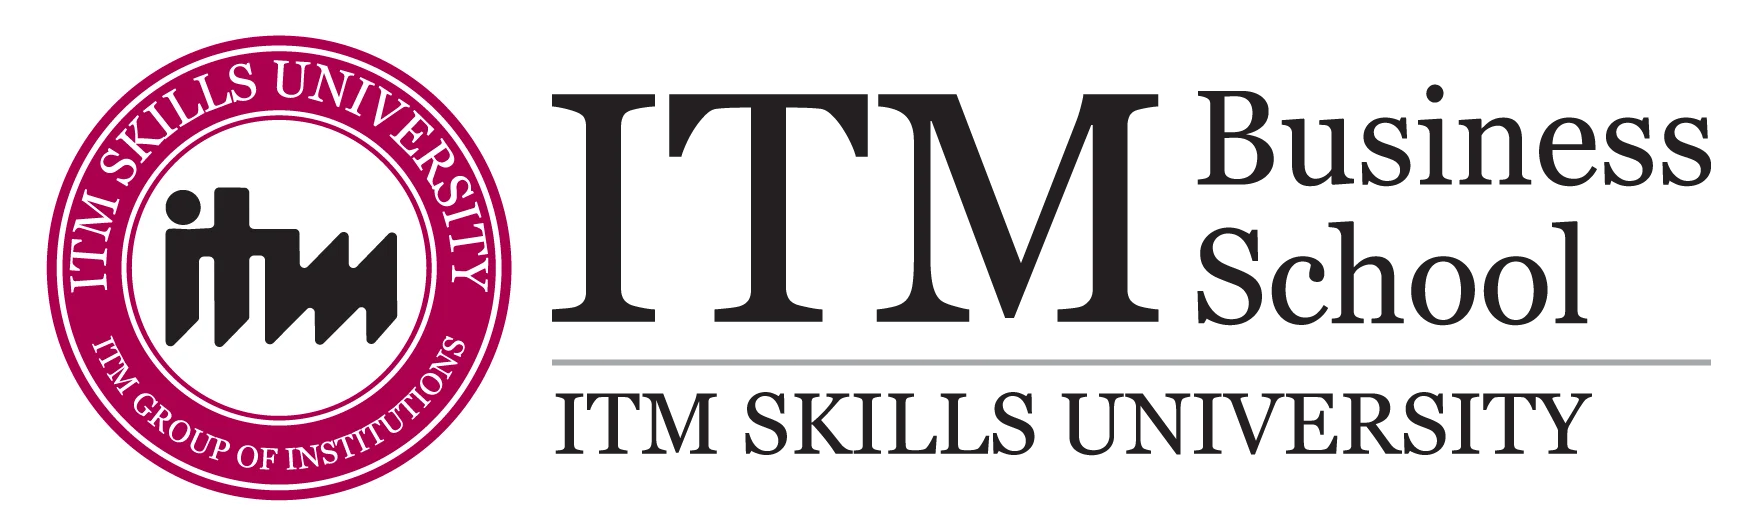 ITM SKILLS UNIVERSITY
itm
ITM GROUP OF INSTITUTIONS
ITM Business
School
ITM SKILLS UNIVERSITY